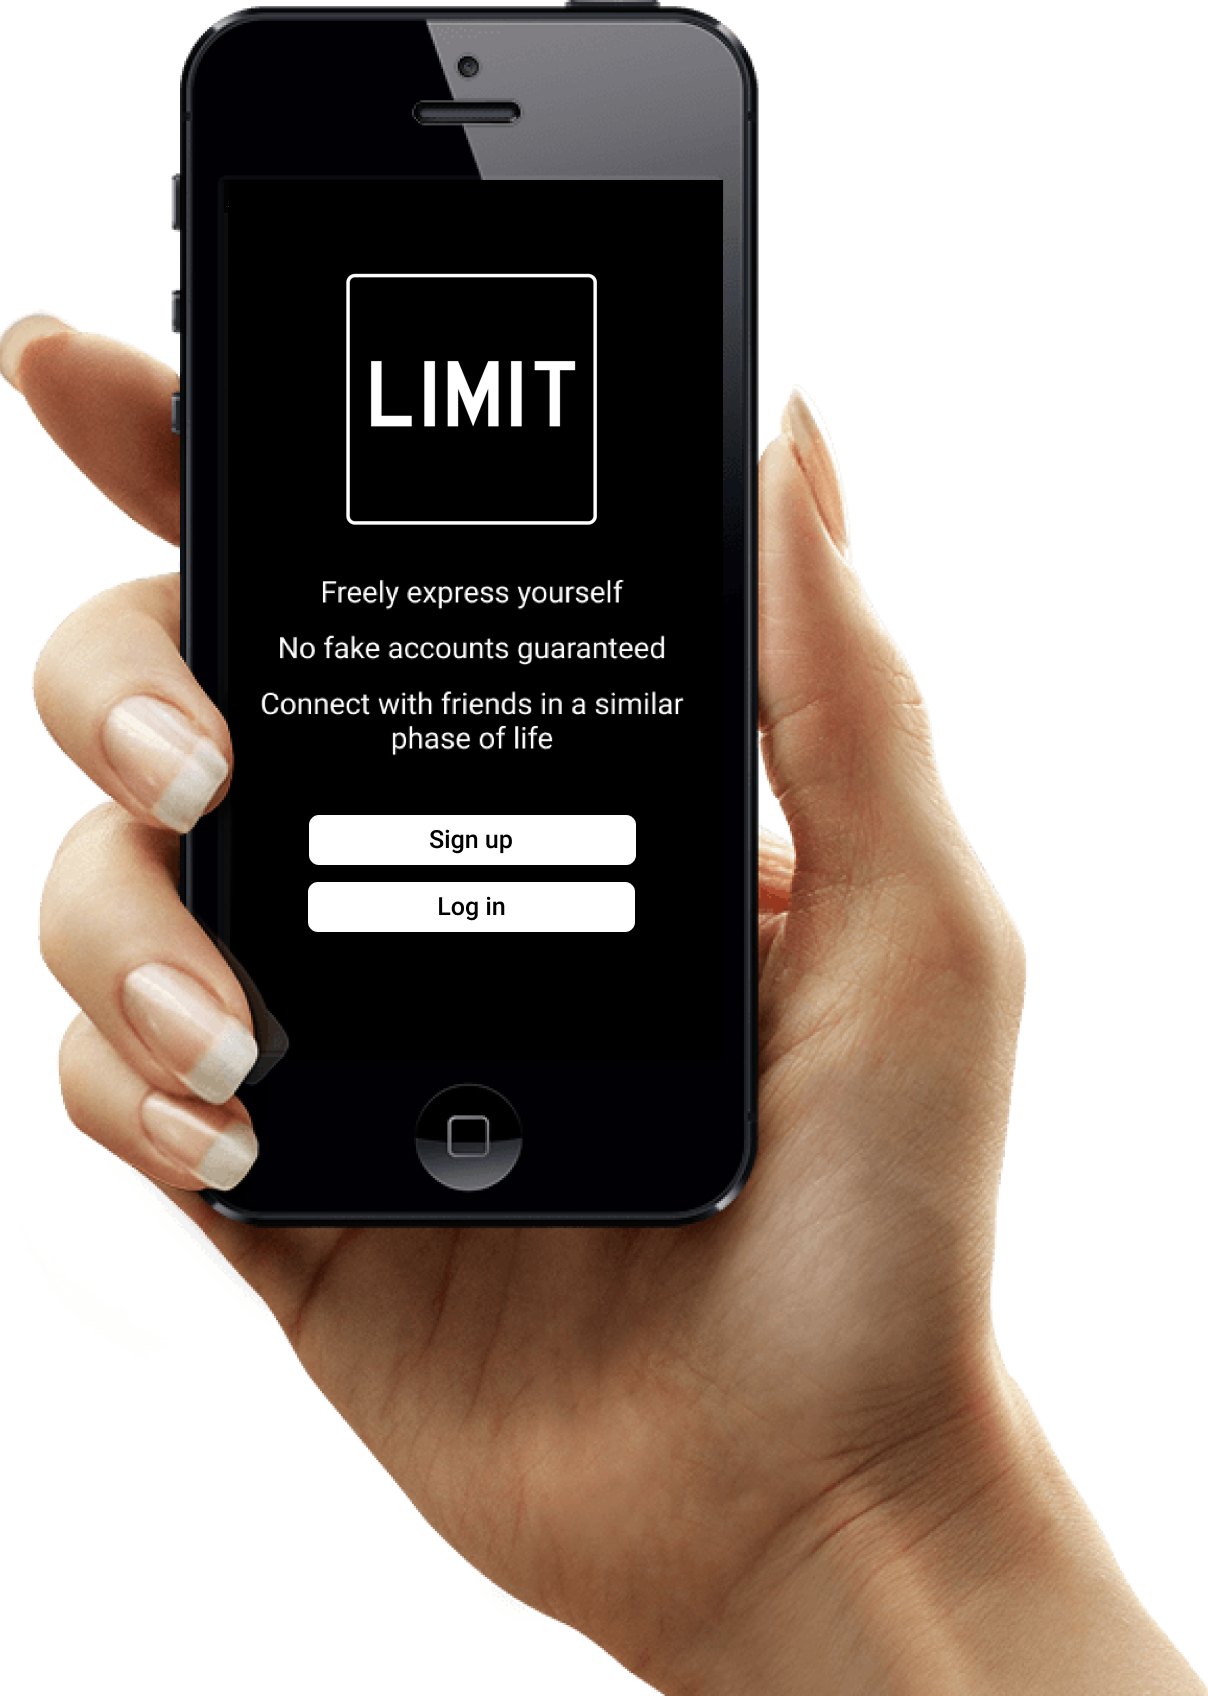 LIMIT
Freely express yourself
No fake accounts guaranteed
Connect with friends in a similar
phase of life
Sign up
Log in